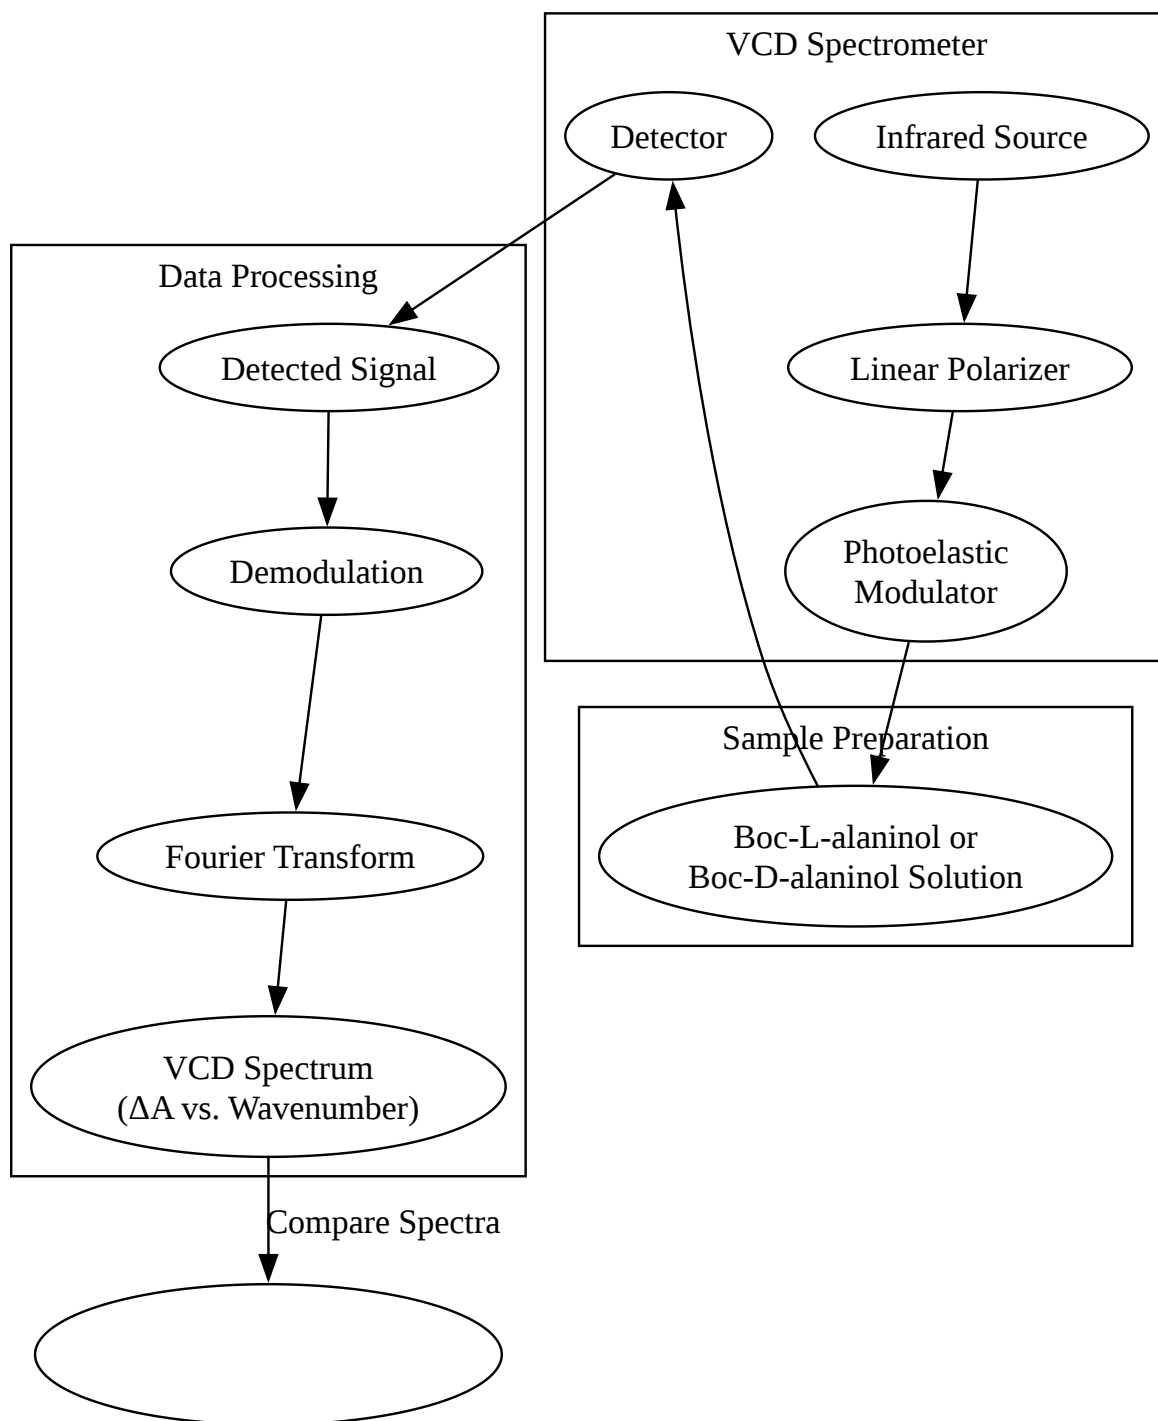 VCD Spectrometer
Detector
Infrared Source
Data Processing
Detected Signal
Linear Polarizer
Demodulation
Photoelastic
Modulator
Sample Preparation
Boc-L-alaninol or
Boc-D-alaninol Solution
Fourier Transform
VCD Spectrum
(ΔA vs. Wavenumber)
Compare Spectra